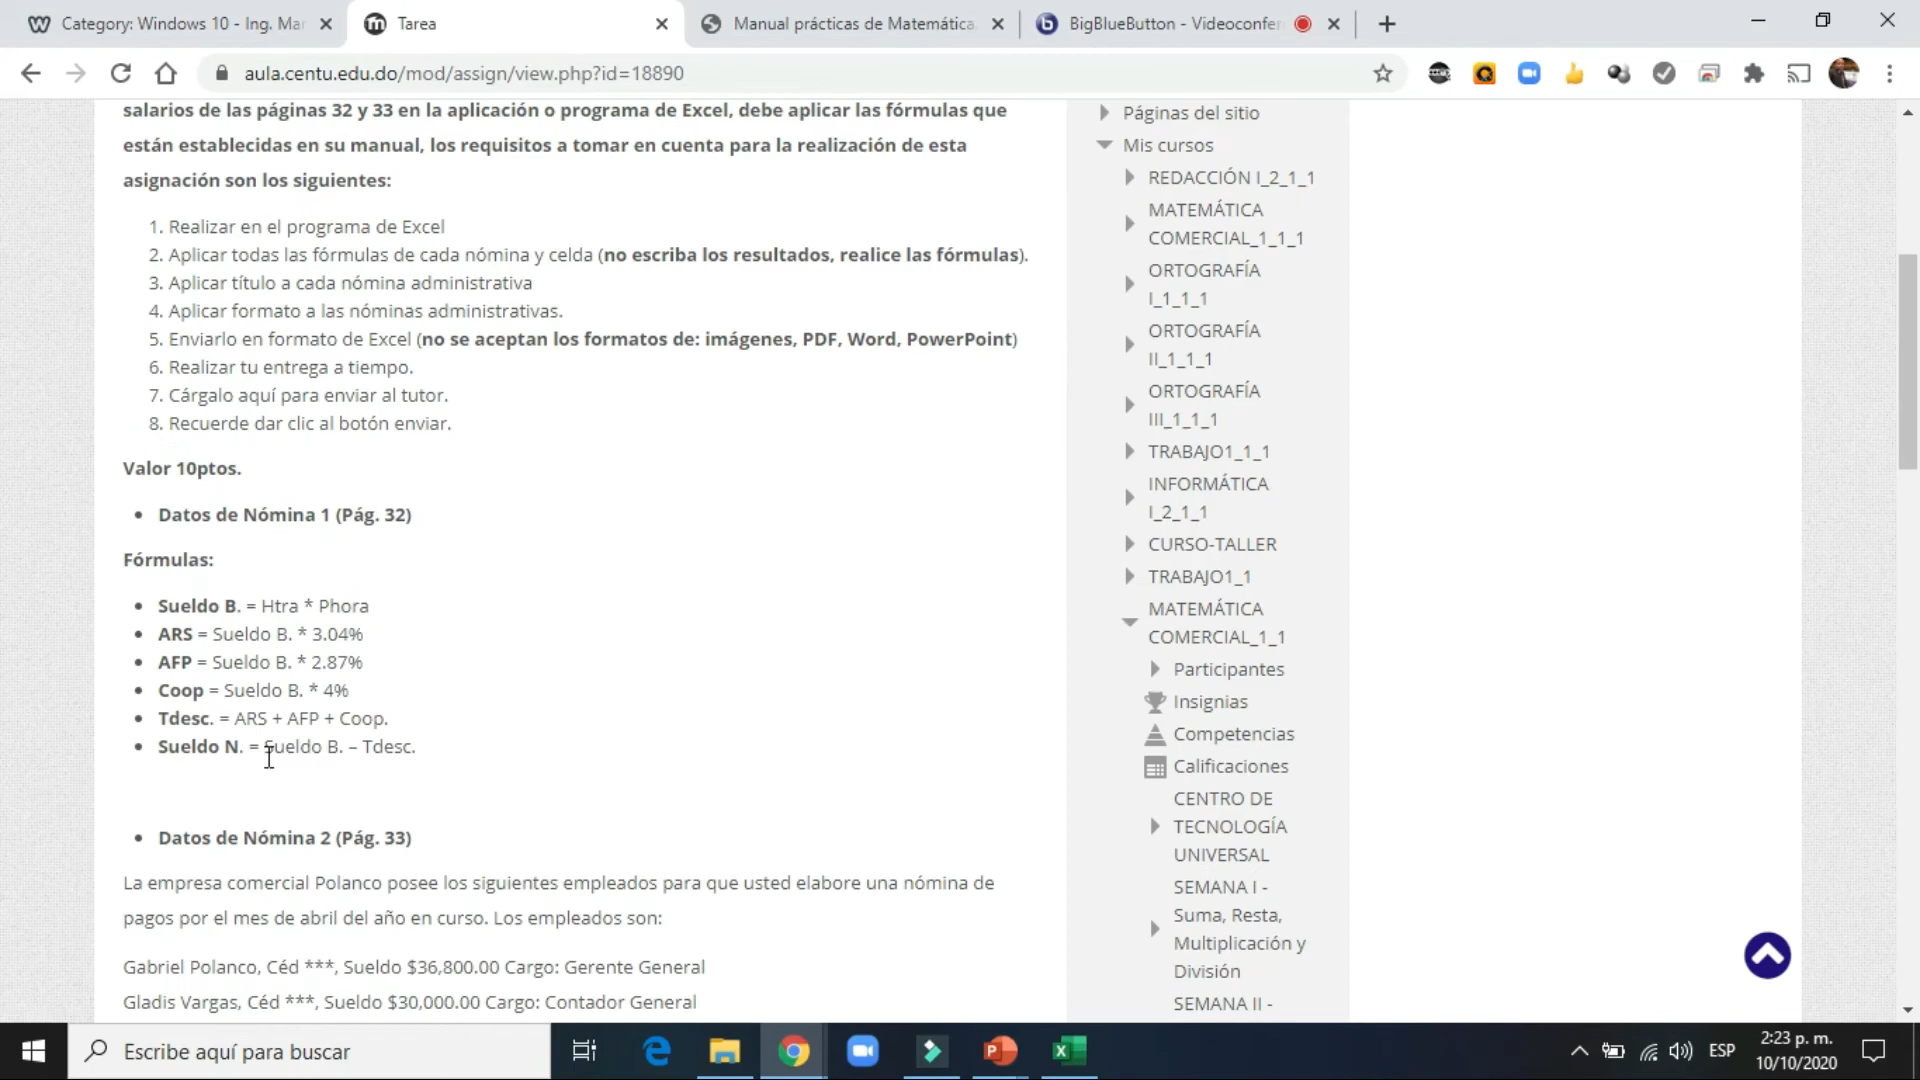 Category: Windows 10 - Ing. Mar
Tarea
Manual prácticas de Matemática
BigBlueButton - Videoconfer
aula.centu.edu.do/mod/assign/view.php?id=18890
salarios de las páginas 32 y 33 en la aplicación o programa de Excel, debe aplicar las fórmulas que
están establecidas en su manual, los requisitos a tomar en cuenta para la realización de esta
asignación son los siguientes:
1. Realizar en el programa de Excel
2. Aplicar todas las fórmulas de cada nómina y celda (no escriba los resultados, realice las fórmulas).
3. Aplicar título a cada nómina administrativa
4. Aplicar formato a las nóminas administrativas.
5. Enviarlo en formato de Excel (no se aceptan los formatos de: imágenes, PDF, Word, PowerPoint)
6. Realizar tu entrega a tiempo.
7. Cárgalo aquí para enviar al tutor.
8. Recuerde dar clic al botón enviar.
Valor 10ptos.
• Datos de Nómina 1 (Pág. 32)
Fórmulas:
• Sueldo B. = Htra * Phora
• ARS = Sueldo B. * 3.04%
• AFP = Sueldo B. * 2.87%
• Coop = Sueldo B. * 4%
• Tdesc. = ARS + AFP + Coop.
• Sueldo N. = Sueldo B. – Tdesc.
• Datos de Nómina 2 (Pág. 33)
La empresa comercial Polanco posee los siguientes empleados para que usted elabore una nómina de
pagos por el mes de abril del año en curso. Los empleados son:
Gabriel Polanco, Céd ***, Sueldo $36,800.00 Cargo: Gerente General
Gladis Vargas, Céd ***, Sueldo $30,000.00 Cargo: Contador General
Páginas del sitio
Mis cursos
REDACCIÓN I_2_1_1
MATEMÁTICA
COMERCIAL_1_1_1
ORTOGRAFÍA
I_1_1_1
ORTOGRAFÍA
II_1_1_1
ORTOGRAFÍA
III_1_1_1
TRABAJO1_1_1
INFORMÁTICA
I_2_1_1
CURSO-TALLER
TRABAJO1_1
MATEMÁTICA
COMERCIAL_1_1
Participantes
Insignias
Competencias
Calificaciones
CENTRO DE
TECNOLOGÍA
UNIVERSAL
SEMANA I -
Suma, Resta,
Multiplicación y
División
SEMANA II -
Escribe aquí para buscar
ESP
2:23 p. m.
10/10/2020